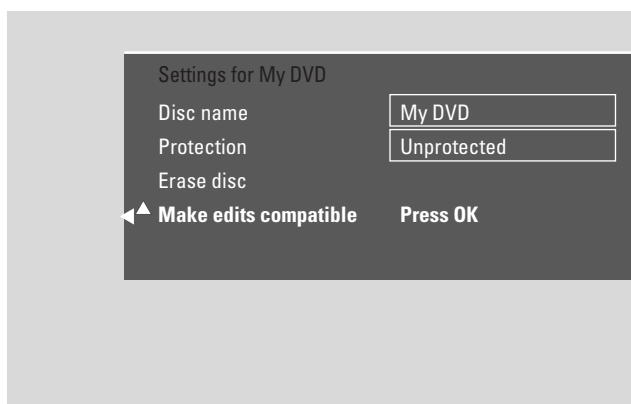 Settings for My DVD
Disc name My DVD
Protection Unprotected
Erase disc
Make edits compatible Press OK